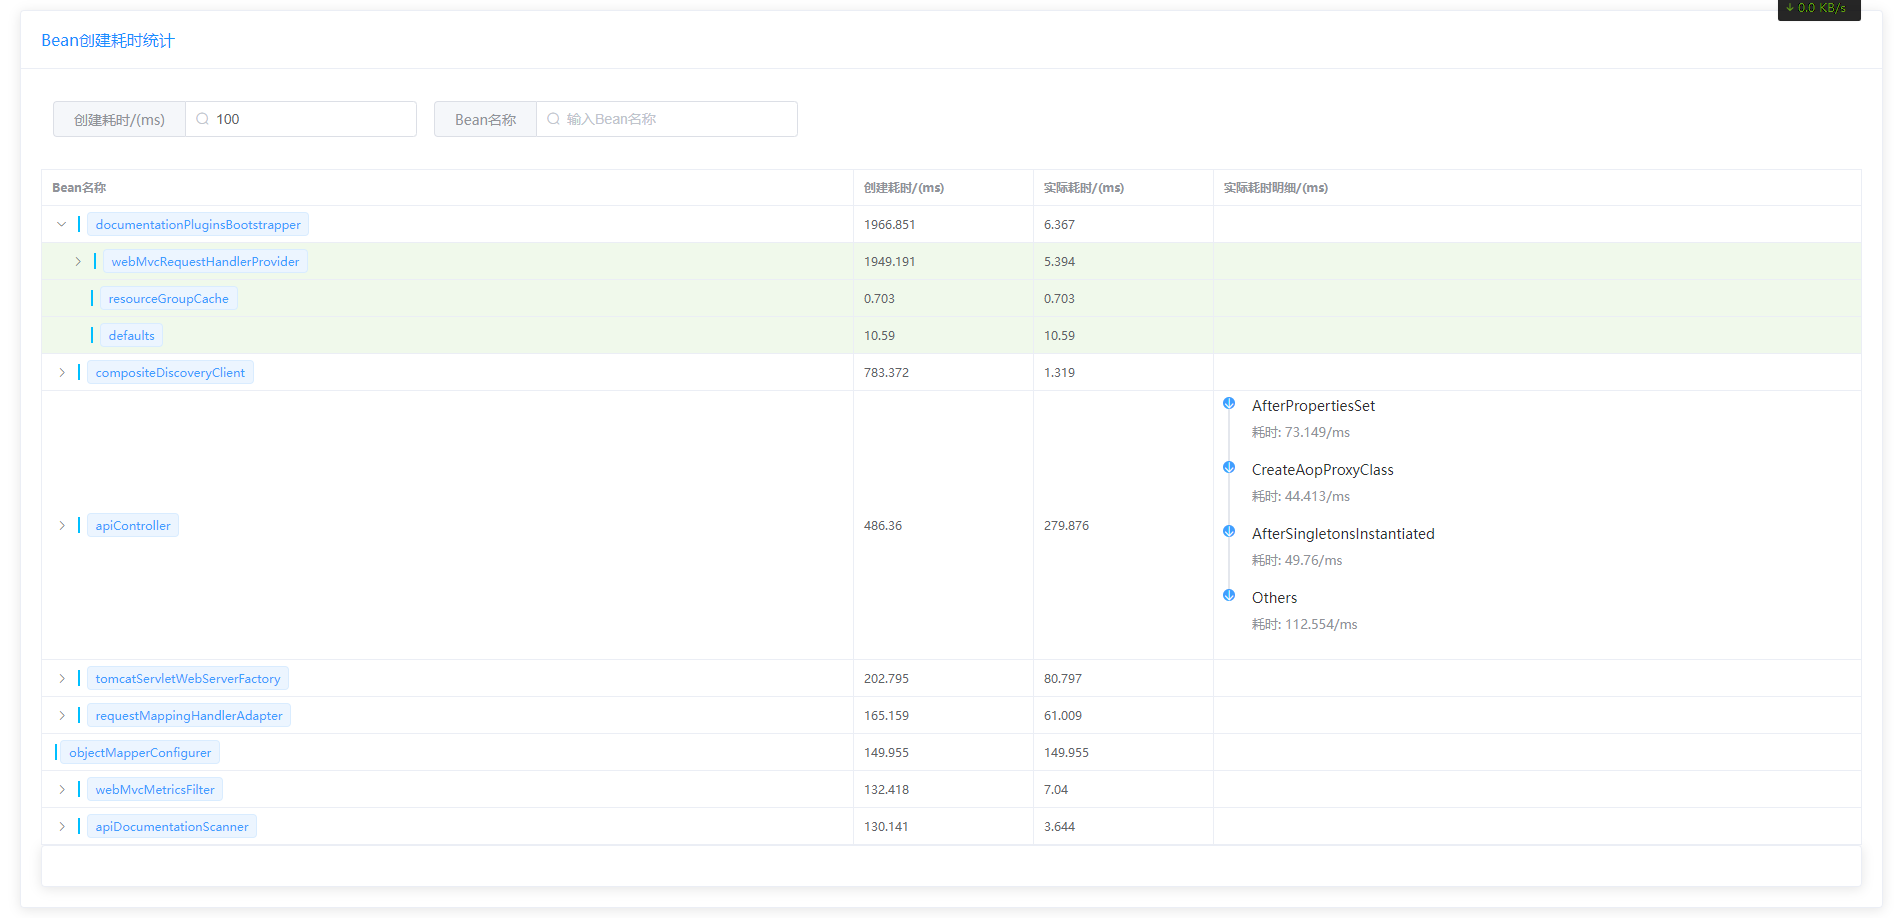 ↓ 0.0 KB/s
Bean创建耗时统计
创建耗时/(ms) 100 Bean名称 输入Bean名称
Bean名称 创建耗时/(ms) 实际耗时/(ms) 实际耗时明细/(ms)
documentationPluginsBootstrapper 1966.851 6.367
webMvcRequestHandlerProvider 1949.191 5.394
resourceGroupCache 0.703 0.703
defaults 10.59 10.59
compositeDiscoveryClient 783.372 1.319
apiController 486.36 279.876
AfterPropertiesSet
耗时: 73.149/ms
CreateAopProxyClass
耗时: 44.413/ms
AfterSingletonsInstantiated
耗时: 49.76/ms
Others
耗时: 112.554/ms
tomcatServletWebServerFactory 202.795 80.797
requestMappingHandlerAdapter 165.159 61.009
objectMapperConfigurer 149.955 149.955
webMvcMetricsFilter 132.418 7.04
apiDocumentationScanner 130.141 3.644